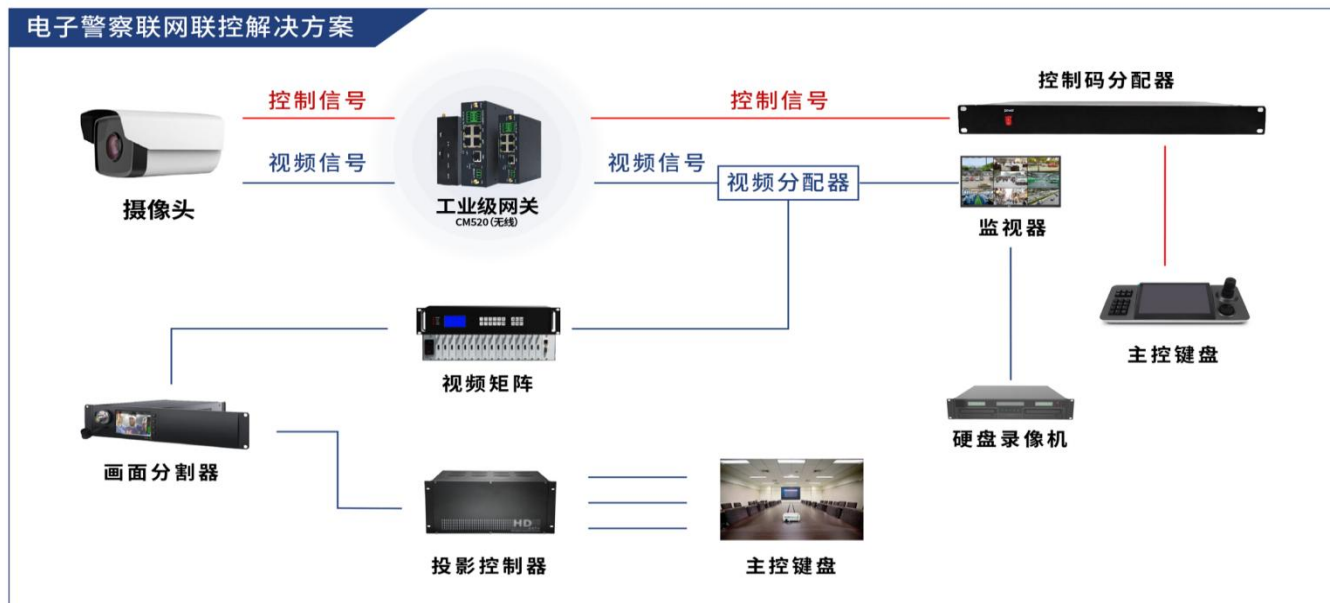 电子警察联网联控解决方案
控制码分配器
控制信号
控制信号
视频信号
视频信号
视频分配器
摄像头
工业级网关
CM520(无线)
监视器
主控键盘
视频矩阵
硬盘录像机
画面分割器
HD
投影控制器
主控键盘